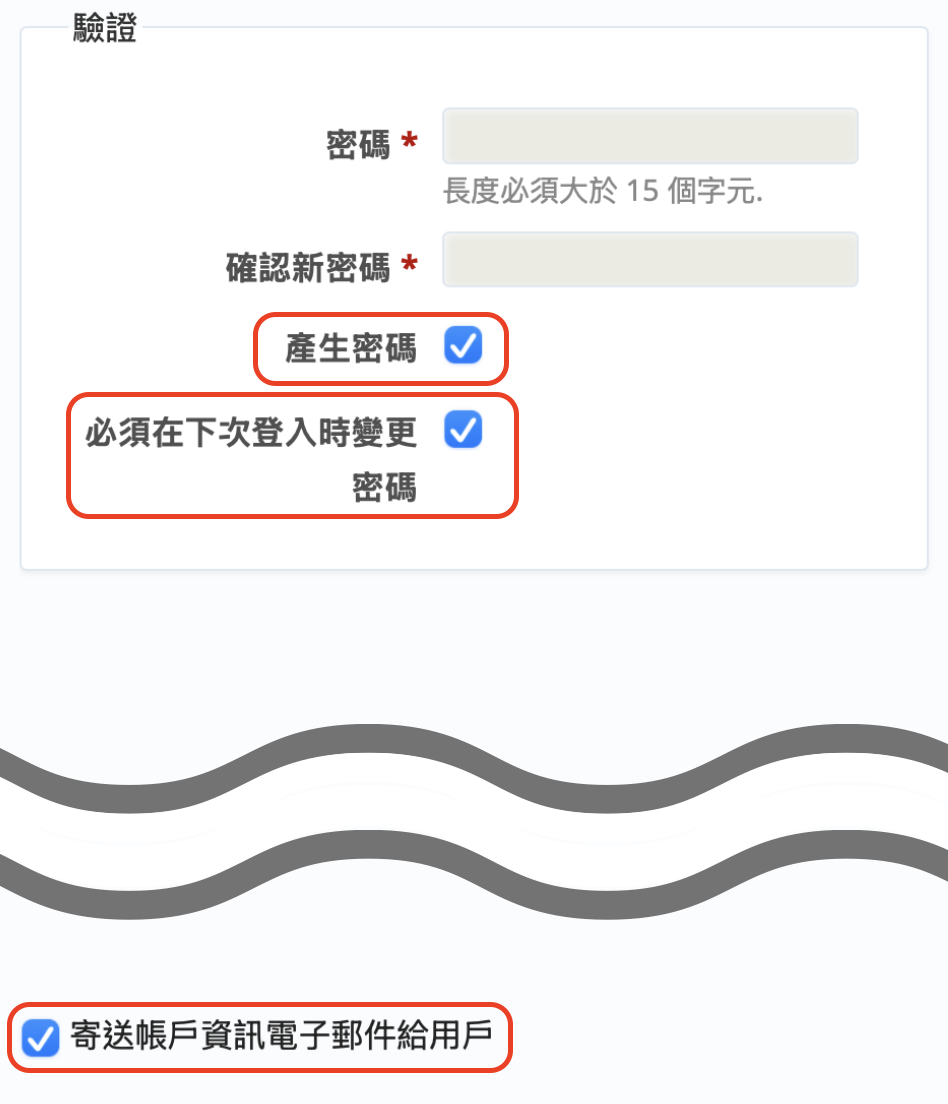 驗證
密碼 *
長度必須大於 15 個字元.
確認新密碼 *
產生密碼
必須在下次登入時變更
密碼
寄送帳戶資訊電子郵件給用戶